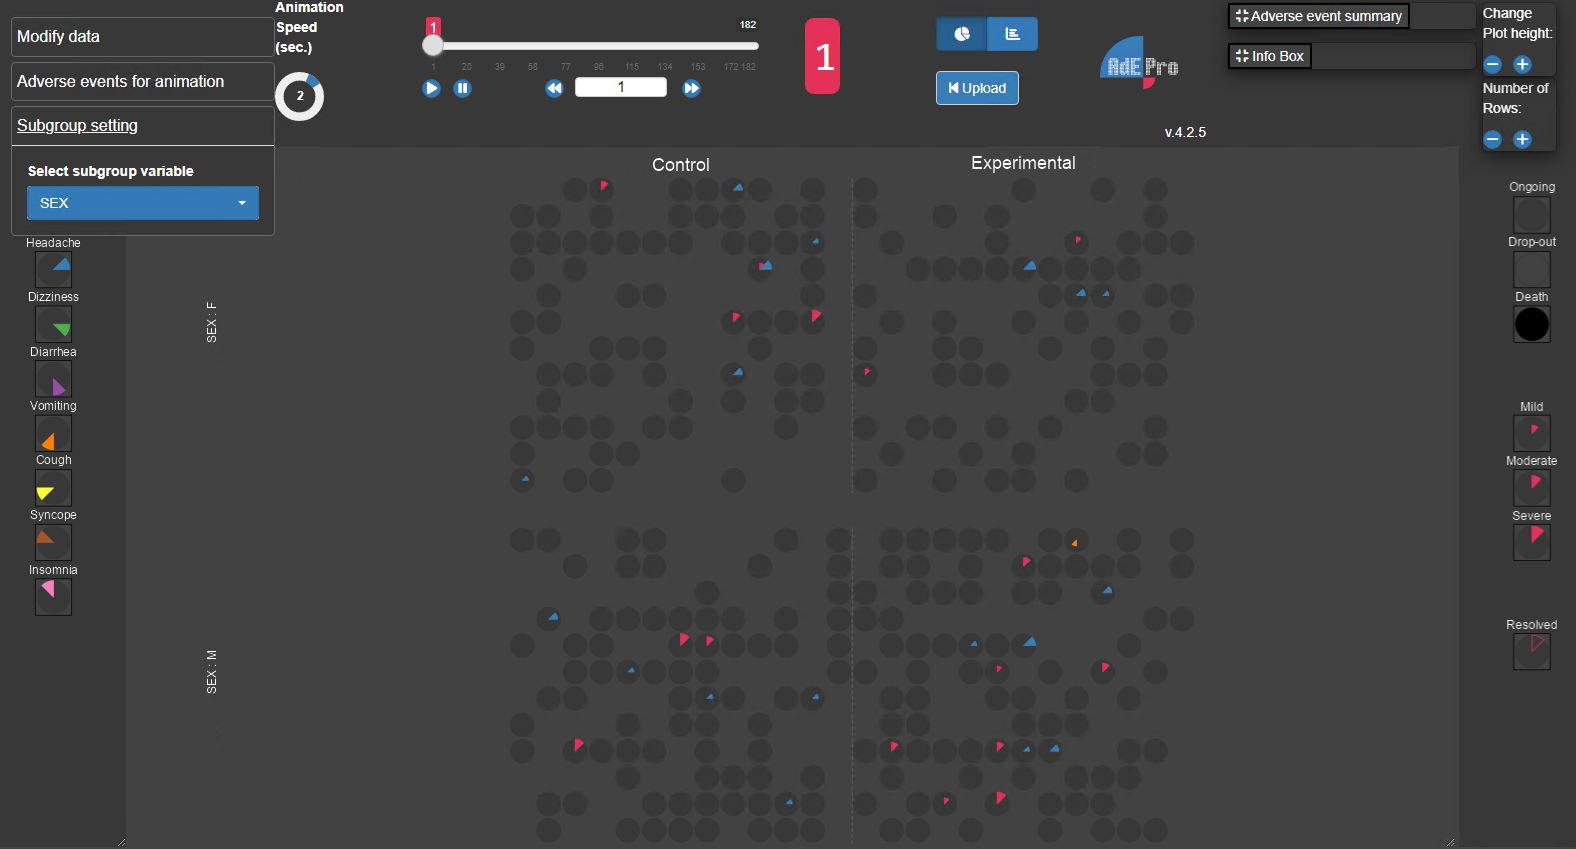 Modify data
Adverse events for animation
Subgroup setting
Select subgroup variable
SEX
Animation
Speed
(sec.)
2
1
182
1
20
39
58
77
96
115
134
153
172
182
1
1
Upload
AdE Pro
v.4.2.5
Adverse event summary
Info Box
Change
Plot height:
Number of
Rows:
Control
Experimental
SEX : F
SEX : M
Headache
Dizziness
Diarrhea
Vomiting
Cough
Syncope
Insomnia
Ongoing
Drop-out
Death
Mild
Moderate
Severe
Resolved